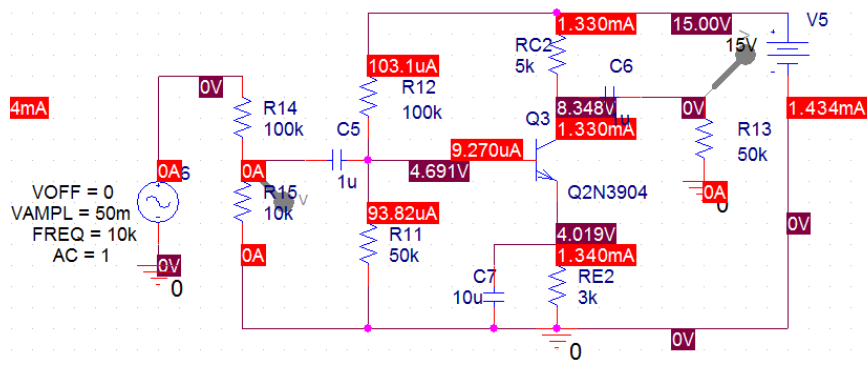 1.330mA
15.00V
V5
RC2
5k
15V
V
103.1uA
R12
100k
C6
0V
4mA
R14
100k
8.348V
1u
0V
1.434mA
C5
Q3
1.330mA
R13
50k
9.270uA
0A
6
0A
R15
10k
V
1u
4.691V
Q2N3904
0A
0
VOFF = 0
VAMPL = 50m
FREQ = 10k
AC = 1
93.82uA
R11
50k
4.019V
1.340mA
0V
0V
0
0A
C7
10u
RE2
3k
0V
0